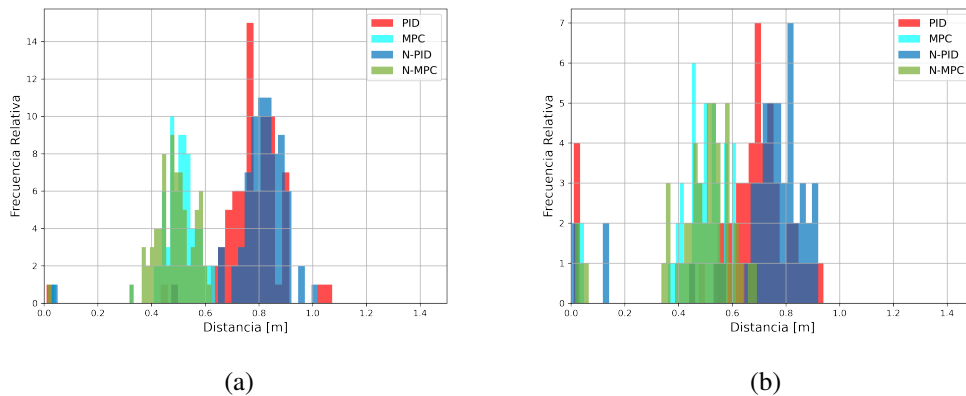 PID
MPC
N-PID
N-MPC
14
12
10
8
6
4
2
0
Frecuencia Relativa
0.0 0.2 0.4 0.6 0.8 1.0 1.2 1.4
Distancia [m]
(a)
PID
MPC
N-PID
N-MPC
7
6
5
4
3
2
1
0
Frecuencia Relativa
0.0 0.2 0.4 0.6 0.8 1.0 1.2 1.4
Distancia [m]
(b)